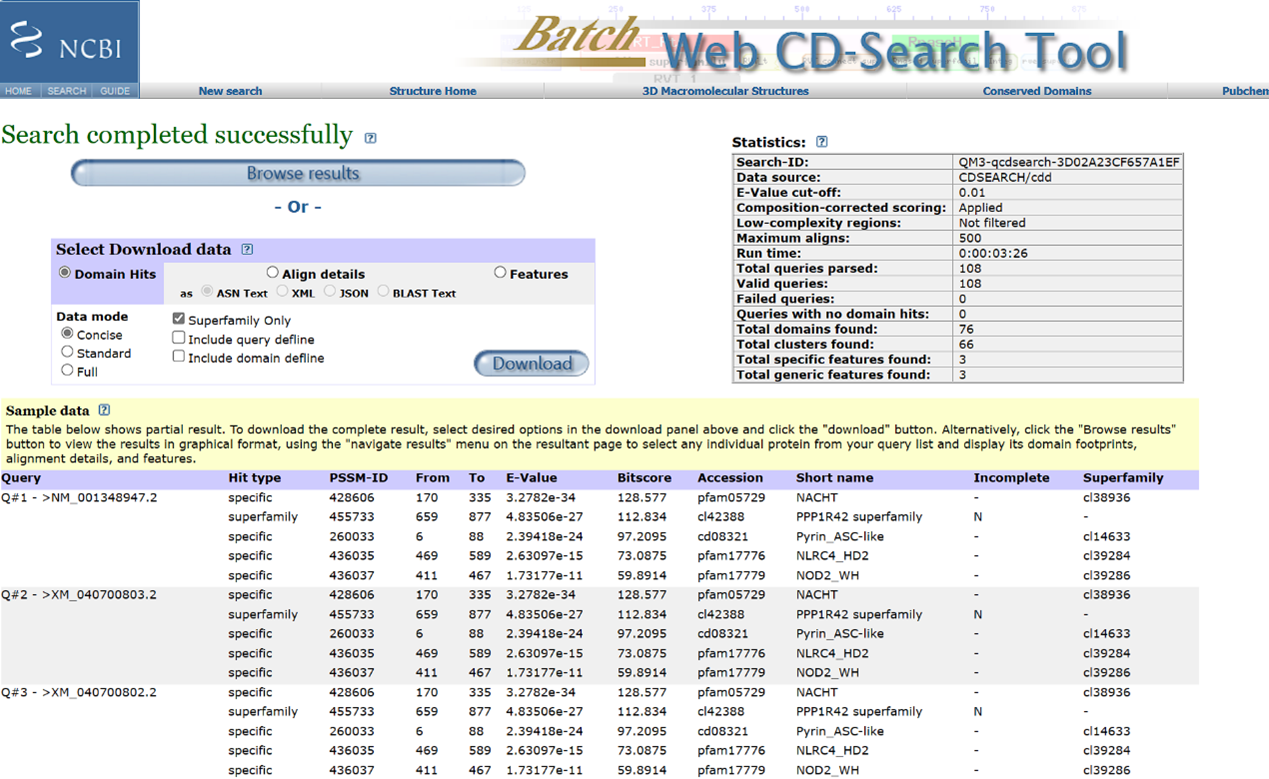 125 250 375 500 625 750 875
NCBI
Batch Web CD-Search Tool
HOME SEARCH GUIDE New search Structure Home 3D Macromolecular Structures Conserved Domains Pubchem
Search completed successfully ?
Browse results
- Or -
Select Download data ?
Domain Hits Align details Features
as ASN Text XML JSON BLAST Text
Data mode
Concise
Standard
Full
Superfamily Only
Include query defline
Include domain defline
Download
Statistics: ?
Search-ID: QM3-qcdsearch-3D02A23CF657A1EF
Data source: CDSEARCH/cdd
E-Value cut-off: 0.01
Composition-corrected scoring: Applied
Low-complexity regions: Not filtered
Maximum aligns: 500
Run time: 0:00:03:26
Total queries parsed: 108
Valid queries: 108
Failed queries: 0
Queries with no domain hits: 0
Total domains found: 76
Total clusters found: 66
Total specific features found: 3
Total generic features found: 3
Sample data ?
The table below shows partial result. To download the complete result, select desired options in the download panel above and click the "download" button. Alternatively, click the "Browse results"
button to view the results in graphical format, using the "navigate results" menu on the resultant page to select any individual protein from your query list and display its domain footprints,
alignment details, and features.
Query Hit type PSSM-ID From To E-Value Bitscore Accession Short name Incomplete Superfamily
Q#1 - >NM_001348947.2 specific 428606 170 335 3.2782e-34 128.577 pfam05729 NACHT - cl38936
superfamily 455733 659 877 4.83506e-27 112.834 cl42388 PPP1R42 superfamily N -
specific 260033 6 88 2.39418e-24 97.2095 cd08321 Pyrin_ASC-like - cl14633
specific 436035 469 589 2.63097e-15 73.0875 pfam17776 NLRC4_HD2 - cl39284
specific 436037 411 467 1.73177e-11 59.8914 pfam17779 NOD2_WH - cl39286
Q#2 - >XM_040700803.2 specific 428606 170 335 3.2782e-34 128.577 pfam05729 NACHT - cl38936
superfamily 455733 659 877 4.83506e-27 112.834 cl42388 PPP1R42 superfamily N -
specific 260033 6 88 2.39418e-24 97.2095 cd08321 Pyrin_ASC-like - cl14633
specific 436035 469 589 2.63097e-15 73.0875 pfam17776 NLRC4_HD2 - cl39284
specific 436037 411 467 1.73177e-11 59.8914 pfam17779 NOD2_WH - cl39286
Q#3 - >XM_040700802.2 specific 428606 170 335 3.2782e-34 128.577 pfam05729 NACHT - cl38936
superfamily 455733 659 877 4.83506e-27 112.834 cl42388 PPP1R42 superfamily N -
specific 260033 6 88 2.39418e-24 97.2095 cd08321 Pyrin_ASC-like - cl14633
specific 436035 469 589 2.63097e-15 73.0875 pfam17776 NLRC4_HD2 - cl39284
specific 436037 411 467 1.73177e-11 59.8914 pfam17779 NOD2_WH - cl39286